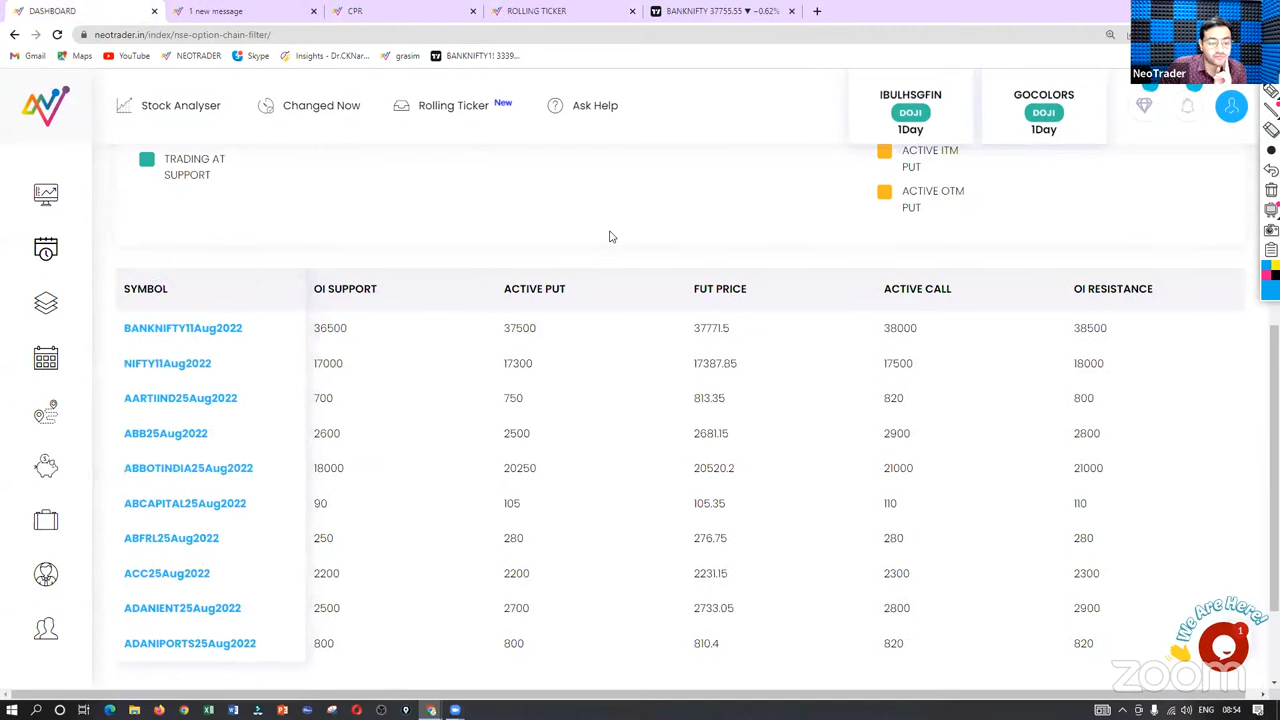 DASHBOARD
1 new message
CPR
ROLLING TICKER
BANKNIFTY 37755.55 ▼ −0.62%
neotrader.in/index/nse-option-chain-filter/
Gmail
Maps
YouTube
NEOTRADER
Skype
Insights - Dr.CKNar...
grasim
NeoTrader
Stock Analyser
Changed Now
Rolling Ticker New
Ask Help
IBULHSGFIN
DOJI
1Day
GOCOLORS
DOJI
1Day
TRADING AT
SUPPORT
ACTIVE ITM
PUT
ACTIVE OTM
PUT
SYMBOL OI SUPPORT ACTIVE PUT FUT PRICE ACTIVE CALL OI RESISTANCE
BANKNIFTY11Aug2022 36500 37500 37771.5 38000 38500
NIFTY11Aug2022 17000 17300 17387.85 17500 18000
AARTIIND25Aug2022 700 750 813.35 820 800
ABB25Aug2022 2600 2500 2681.15 2900 2800
ABBOTINDIA25Aug2022 18000 20250 20520.2 21000 21000
ABCAPITAL25Aug2022 90 105 105.35 110 110
ABFRL25Aug2022 250 280 276.75 280 280
ACC25Aug2022 2200 2200 2231.15 2300 2300
ADANIENT25Aug2022 2500 2700 2733.05 2800 2900
ADANIPORTS25Aug2022 800 800 810.4 820 820
We Are Here!
1
zoom
ENG
08:54